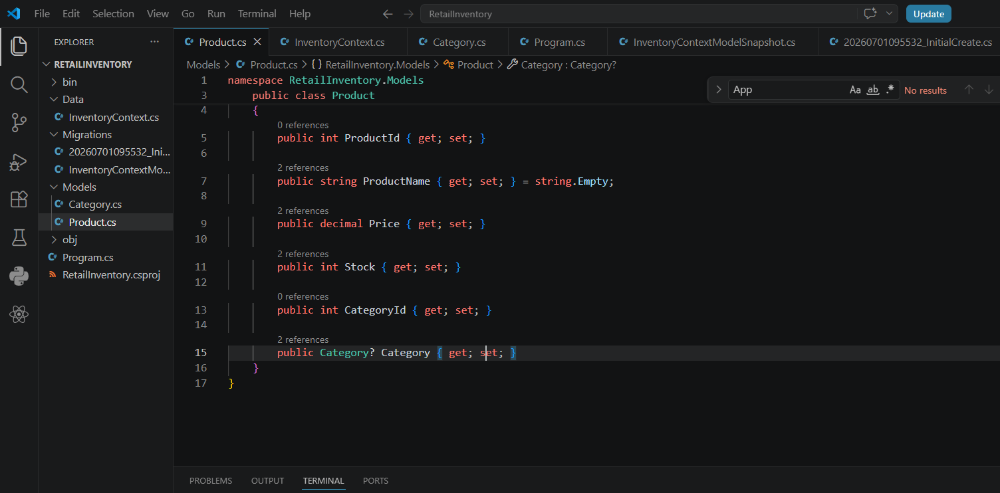 File Edit Selection View Go Run Terminal Help
RetailInventory
Update
EXPLORER
RETAILINVENTORY
bin
Data
InventoryContext.cs
Migrations
20260701095532_Ini...
InventoryContextMo...
Models
Category.cs
Product.cs
obj
Program.cs
RetailInventory.csproj
Product.cs InventoryContext.cs Category.cs Program.cs InventoryContextModelSnapshot.cs 20260701095532_InitialCreate.cs
Models > Product.cs > { } RetailInventory.Models > Product > Category : Category?
App Aa ab .* No results
1 namespace RetailInventory.Models
3 public class Product
4 {
0 references
5 public int ProductId { get; set; }
6
2 references
7 public string ProductName { get; set; } = string.Empty;
8
2 references
9 public decimal Price { get; set; }
10
2 references
11 public int Stock { get; set; }
12
0 references
13 public int CategoryId { get; set; }
14
2 references
15 public Category? Category { get; set; }
16 }
17 }
PROBLEMS OUTPUT TERMINAL PORTS